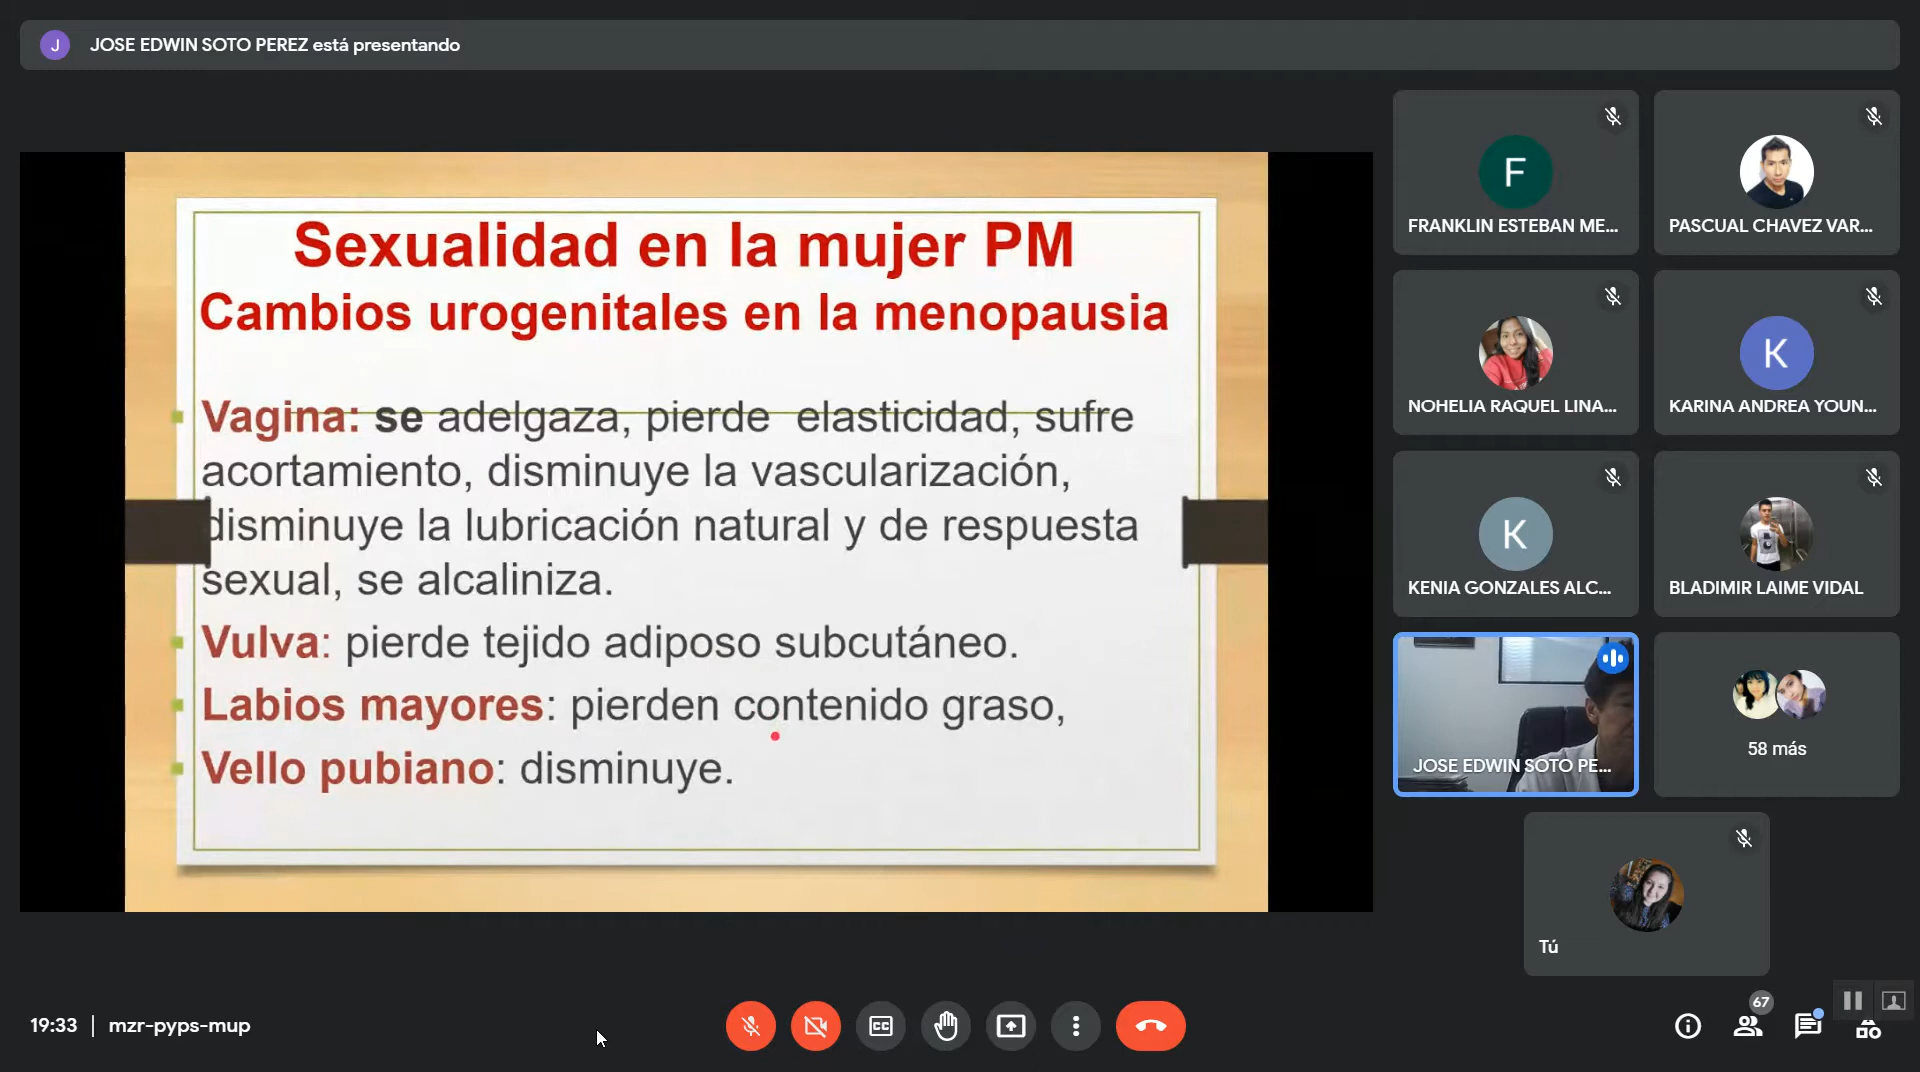 J JOSE EDWIN SOTO PEREZ está presentando
Sexualidad en la mujer PM
Cambios urogenitales en la menopausia
Vagina: se adelgaza, pierde elasticidad, sufre
acortamiento, disminuye la vascularización,
disminuye la lubricación natural y de respuesta
sexual, se alcaliniza.
Vulva: pierde tejido adiposo subcutáneo.
Labios mayores: pierden contenido graso,
Vello pubiano: disminuye.
F
FRANKLIN ESTEBAN ME...
PASCUAL CHAVEZ VAR...
NOHELIA RAQUEL LINA...
K
KARINA ANDREA YOUN...
K
KENIA GONZALES ALC...
BLADIMIR LAIME VIDAL
JOSE EDWIN SOTO PE...
58 más
Tú
19:33 | mzr-pyps-mup
CC
67